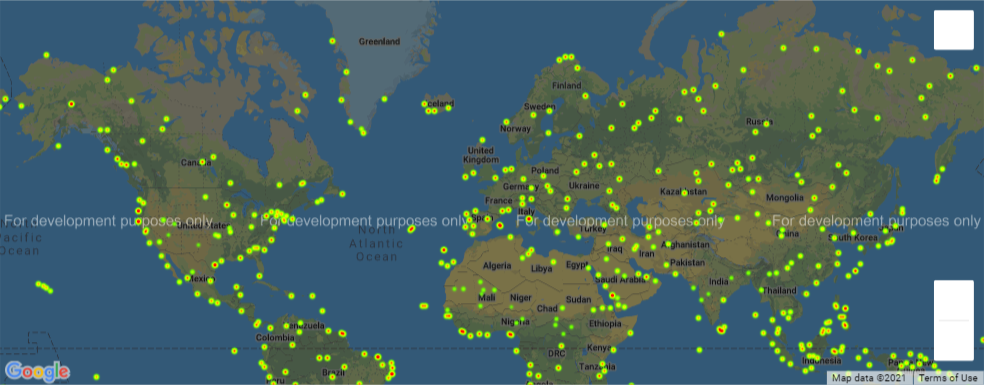 Greenland
Iceland
Finland
Sweden
Norway
Russia
United
Kingdom
Canada
Poland
Germany
Ukraine
Kazakhstan
Mongolia
France
Italy
For development purposes only
For development purposes only
For development purposes only
For development purposes only
United States
North
Atlantic
Ocean
Pacific
Ocean
Turkey
China
South Korea
Japan
Iraq
Iran
Afghanistan
Pakistan
Algeria
Libya
Egypt
Saudi Arabia
India
Mexico
Mali
Niger
Chad
Sudan
Thailand
Nigeria
Ethiopia
Venezuela
Colombia
DRC
Kenya
Tanzania
Indonesia
Brazil
Google
Map data ©2021
Terms of Use